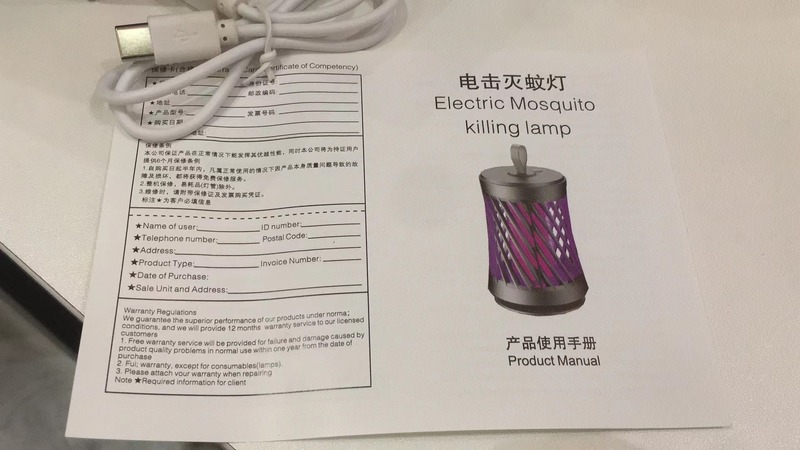 ertificate of Competency)
邮政编码:
★地址
★产品型号:
发票号码:
★购买日期:
保修条例
本公司保证产品在正常情况下能发挥其优越性能，同时本公司将为持证用户
提供6个月保修条例
1.自购买日起半年内，凡属正常使用的情况下因产品本身质量问题导致的故
障及损坏，都将获得免费保修服务。
2.整机保修，易耗品(灯管)除外。
3.维修时，请附带保修证及发票购买凭证。
标注★为客户必填信息
★Name of user: ID number:
★Telephone number: Postal Code:
★Address:
★Product Type: Invoice Number:
★Date of Purchase:
★Sale Unit and Address:
Warranty Regulations
We guarantee the superior performance of our products under norma;
conditions, and we will provide 12 months warranty service to our licensed
customers
1. Free warranty service will be provided for failure and damage caused by
product quality problems in normal use within one year from the date of
purchase
2. Ful; warranty, except for consumables(lamps).
3. Please attach your warranty when repairing
Note ★Required information for client
电击灭蚊灯
Electric Mosquito
killing lamp
产品使用手册
Product Manual